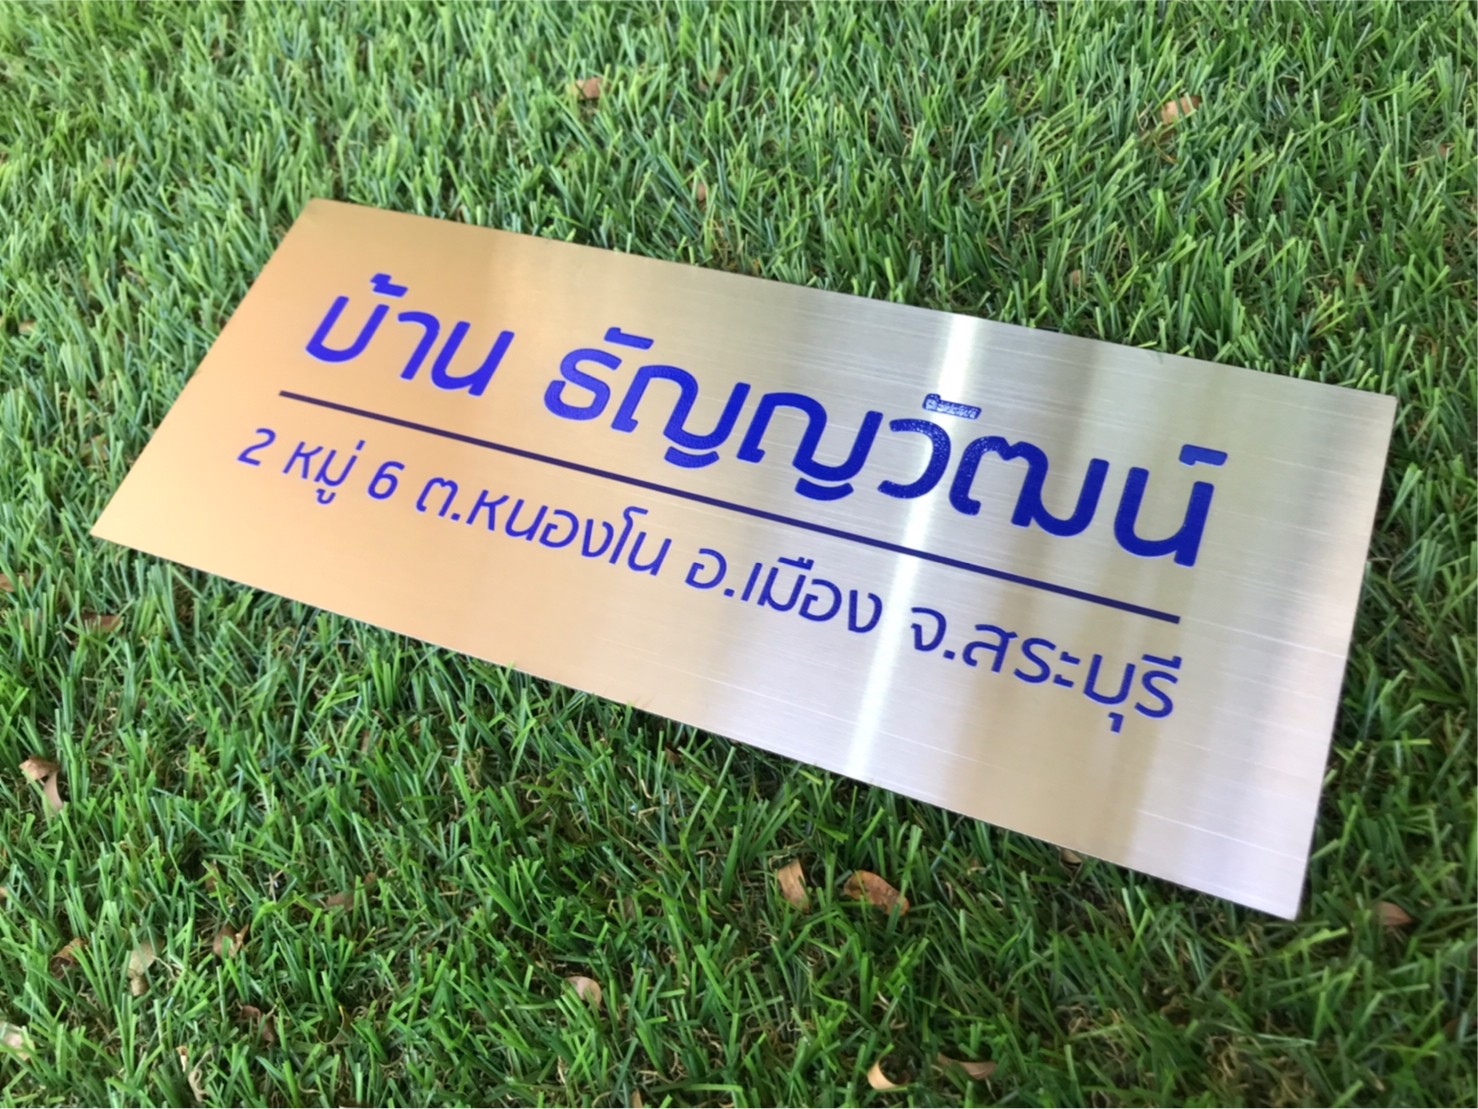 บ้าน ธัญญวัฒน์
2 หมู่ 6 ต.หนองโน อ.เมือง จ.สระบุรี